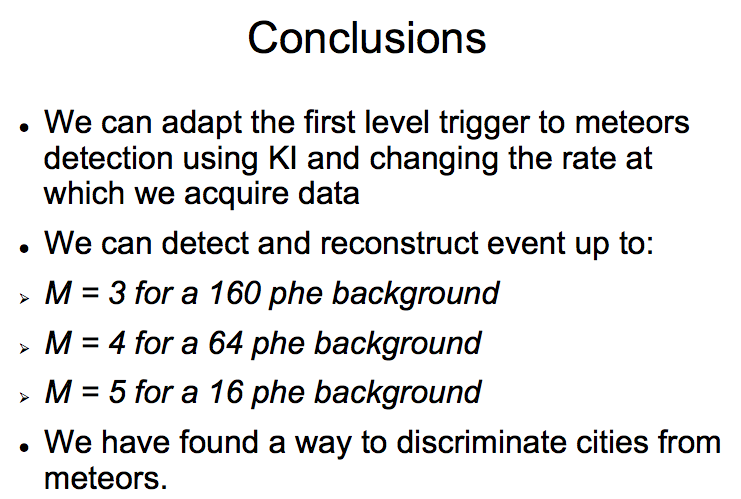 Conclusions
• We can adapt the first level trigger to meteors
detection using KI and changing the rate at
which we acquire data
• We can detect and reconstruct event up to:
➢ M = 3 for a 160 phe background
➢ M = 4 for a 64 phe background
➢ M = 5 for a 16 phe background
• We have found a way to discriminate cities from
meteors.